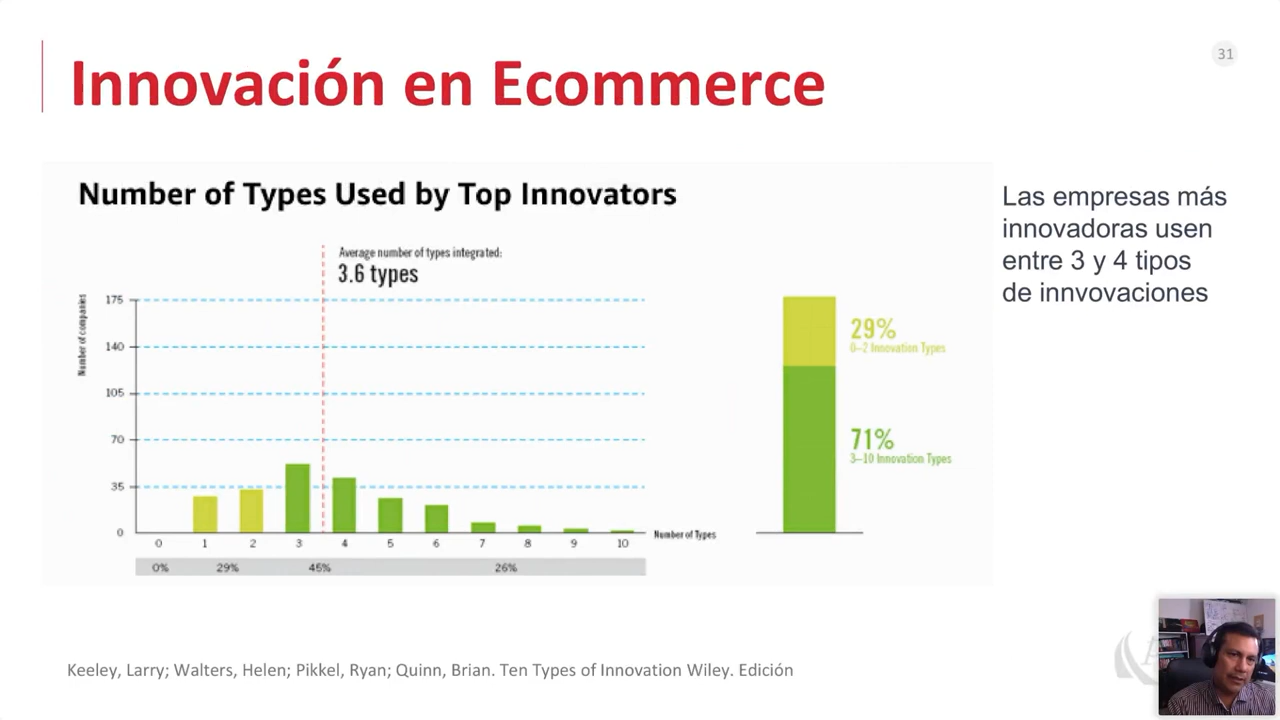 31
Innovación en Ecommerce
Number of Types Used by Top Innovators
Average number of types integrated:
3.6 types
Number of companies
175
140
105
70
35
0
0 1 2 3 4 5 6 7 8 9 10
Number of Types
0% 29% 45% 26%
29%
0–2 Innovation Types
71%
3–10 Innovation Types
Las empresas más
innovadoras usen
entre 3 y 4 tipos
de innvovaciones
Keeley, Larry; Walters, Helen; Pikkel, Ryan; Quinn, Brian. Ten Types of Innovation Wiley. Edición